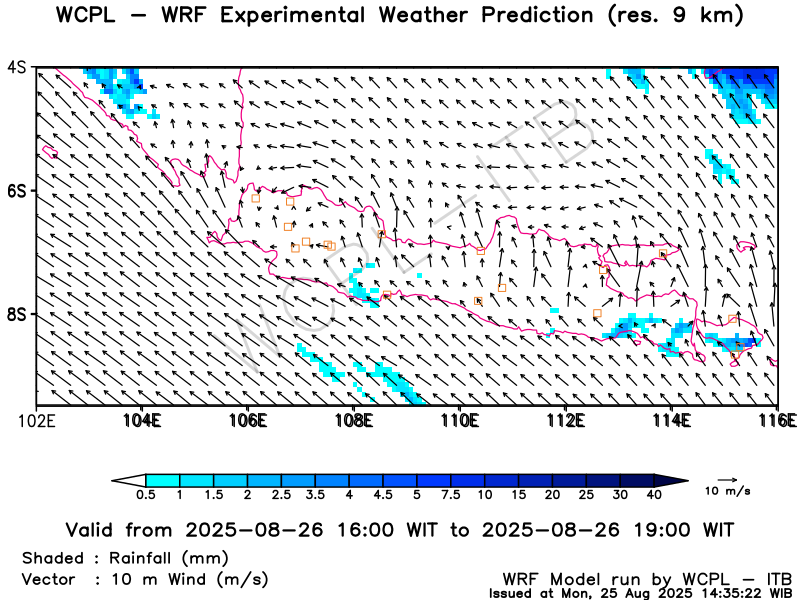 WCPL – WRF Experimental Weather Prediction (res. 9 km)
WCPL–ITB
4S
6S
8S
102E 104E 106E 108E 110E 112E 114E 116E
0.5 1 1.5 2 2.5 3.5 4 4.5 5 7.5 10 15 20 25 30 40
10 m/s
Valid from 2025–08–26 16:00 WIT to 2025–08–26 19:00 WIT
Shaded : Rainfall (mm)
Vector : 10 m Wind (m/s)
WRF Model run by WCPL – ITB
Issued at Mon, 25 Aug 2025 14:35:22 WIB